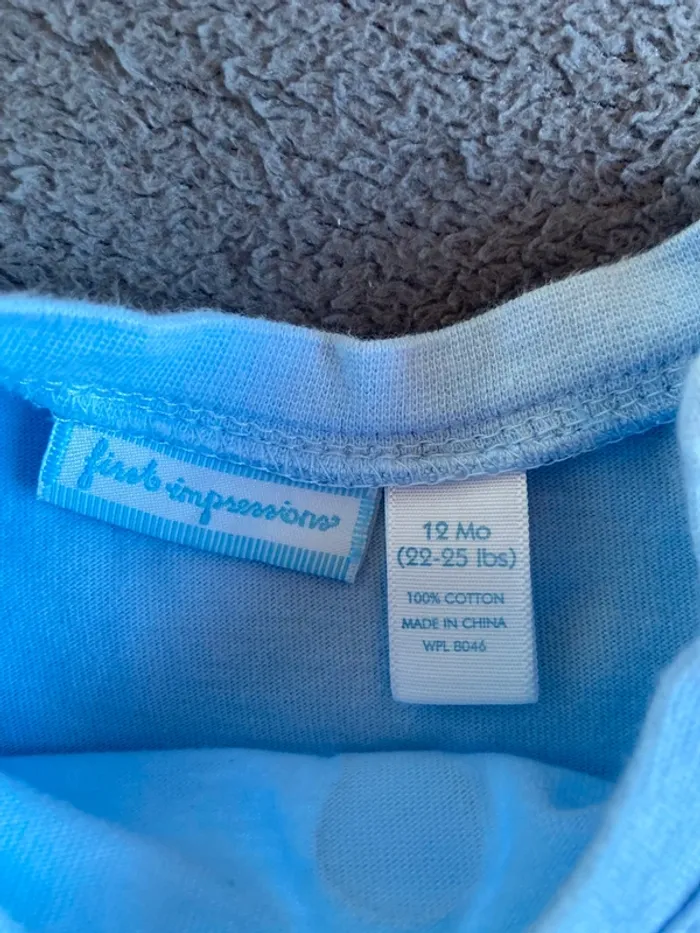 first impressions
12 Mo
(22-25 lbs)
100% COTTON
MADE IN CHINA
WPL 8046